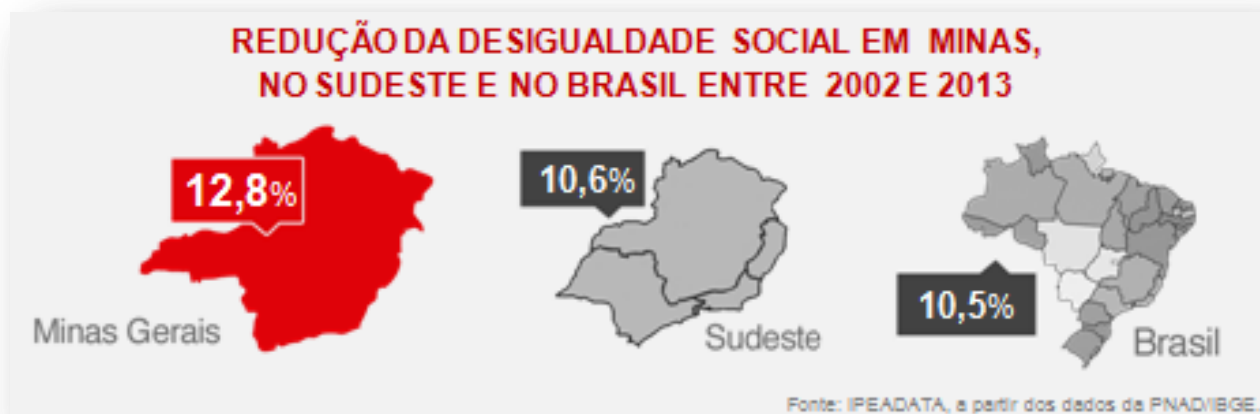 REDUÇÃO DA DESIGUALDADE SOCIAL EM MINAS,
NO SUDESTE E NO BRASIL ENTRE 2002 E 2013
12,8%
Minas Gerais
10,6%
Sudeste
10,5%
Brasil
Fonte: IPEADATA, a partir dos dados da PNAD/IBGE